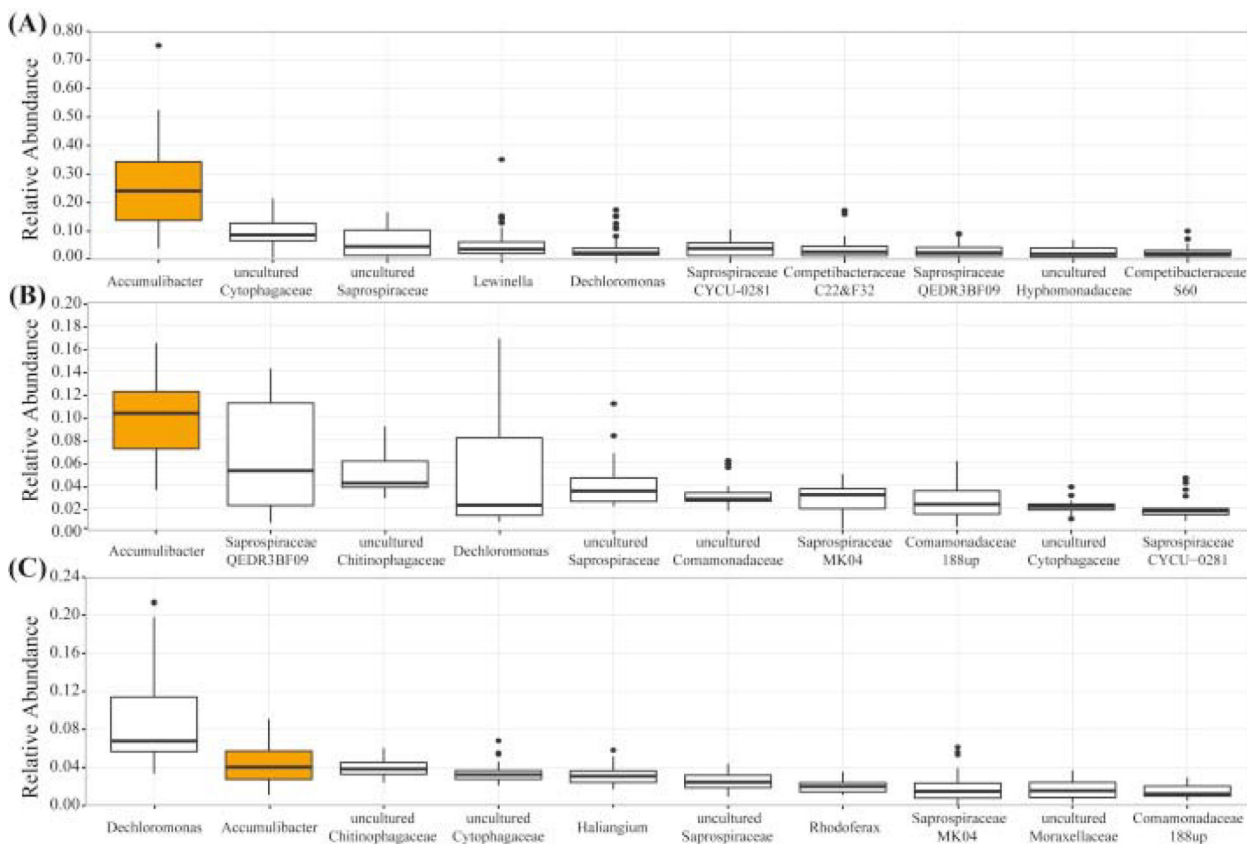 (A)
Relative Abundance
0.80
0.70
0.60
0.50
0.40
0.30
0.20
0.10
0.00
Accumulibacter
uncultured
Cytophagaceae
uncultured
Saprospiraceae
Lewinella
Dechloromonas
Saprospiraceae
CYCU-0281
Competibacteraceae
C22&F32
Saprospiraceae
QEDR3BF09
uncultured
Hyphomonadaceae
Competibacteraceae
S60
(B)
Relative Abundance
0.20
0.18
0.16
0.14
0.12
0.10
0.08
0.06
0.04
0.02
0.00
Accumulibacter
Saprospiraceae
QEDR3BF09
uncultured
Chitinophagaceae
Dechloromonas
uncultured
Saprospiraceae
uncultured
Comamonadaceae
Saprospiraceae
MK04
Comamonadaceae
188up
uncultured
Cytophagaceae
Saprospiraceae
CYCU−0281
(C)
Relative Abundance
0.24
0.20
0.16
0.12
0.08
0.04
0.00
Dechloromonas
Accumulibacter
uncultured
Chitinophagaceae
uncultured
Cytophagaceae
Haliangium
uncultured
Saprospiraceae
Rhodoferax
Saprospiraceae
MK04
uncultured
Moraxellaceae
Comamonadaceae
188up